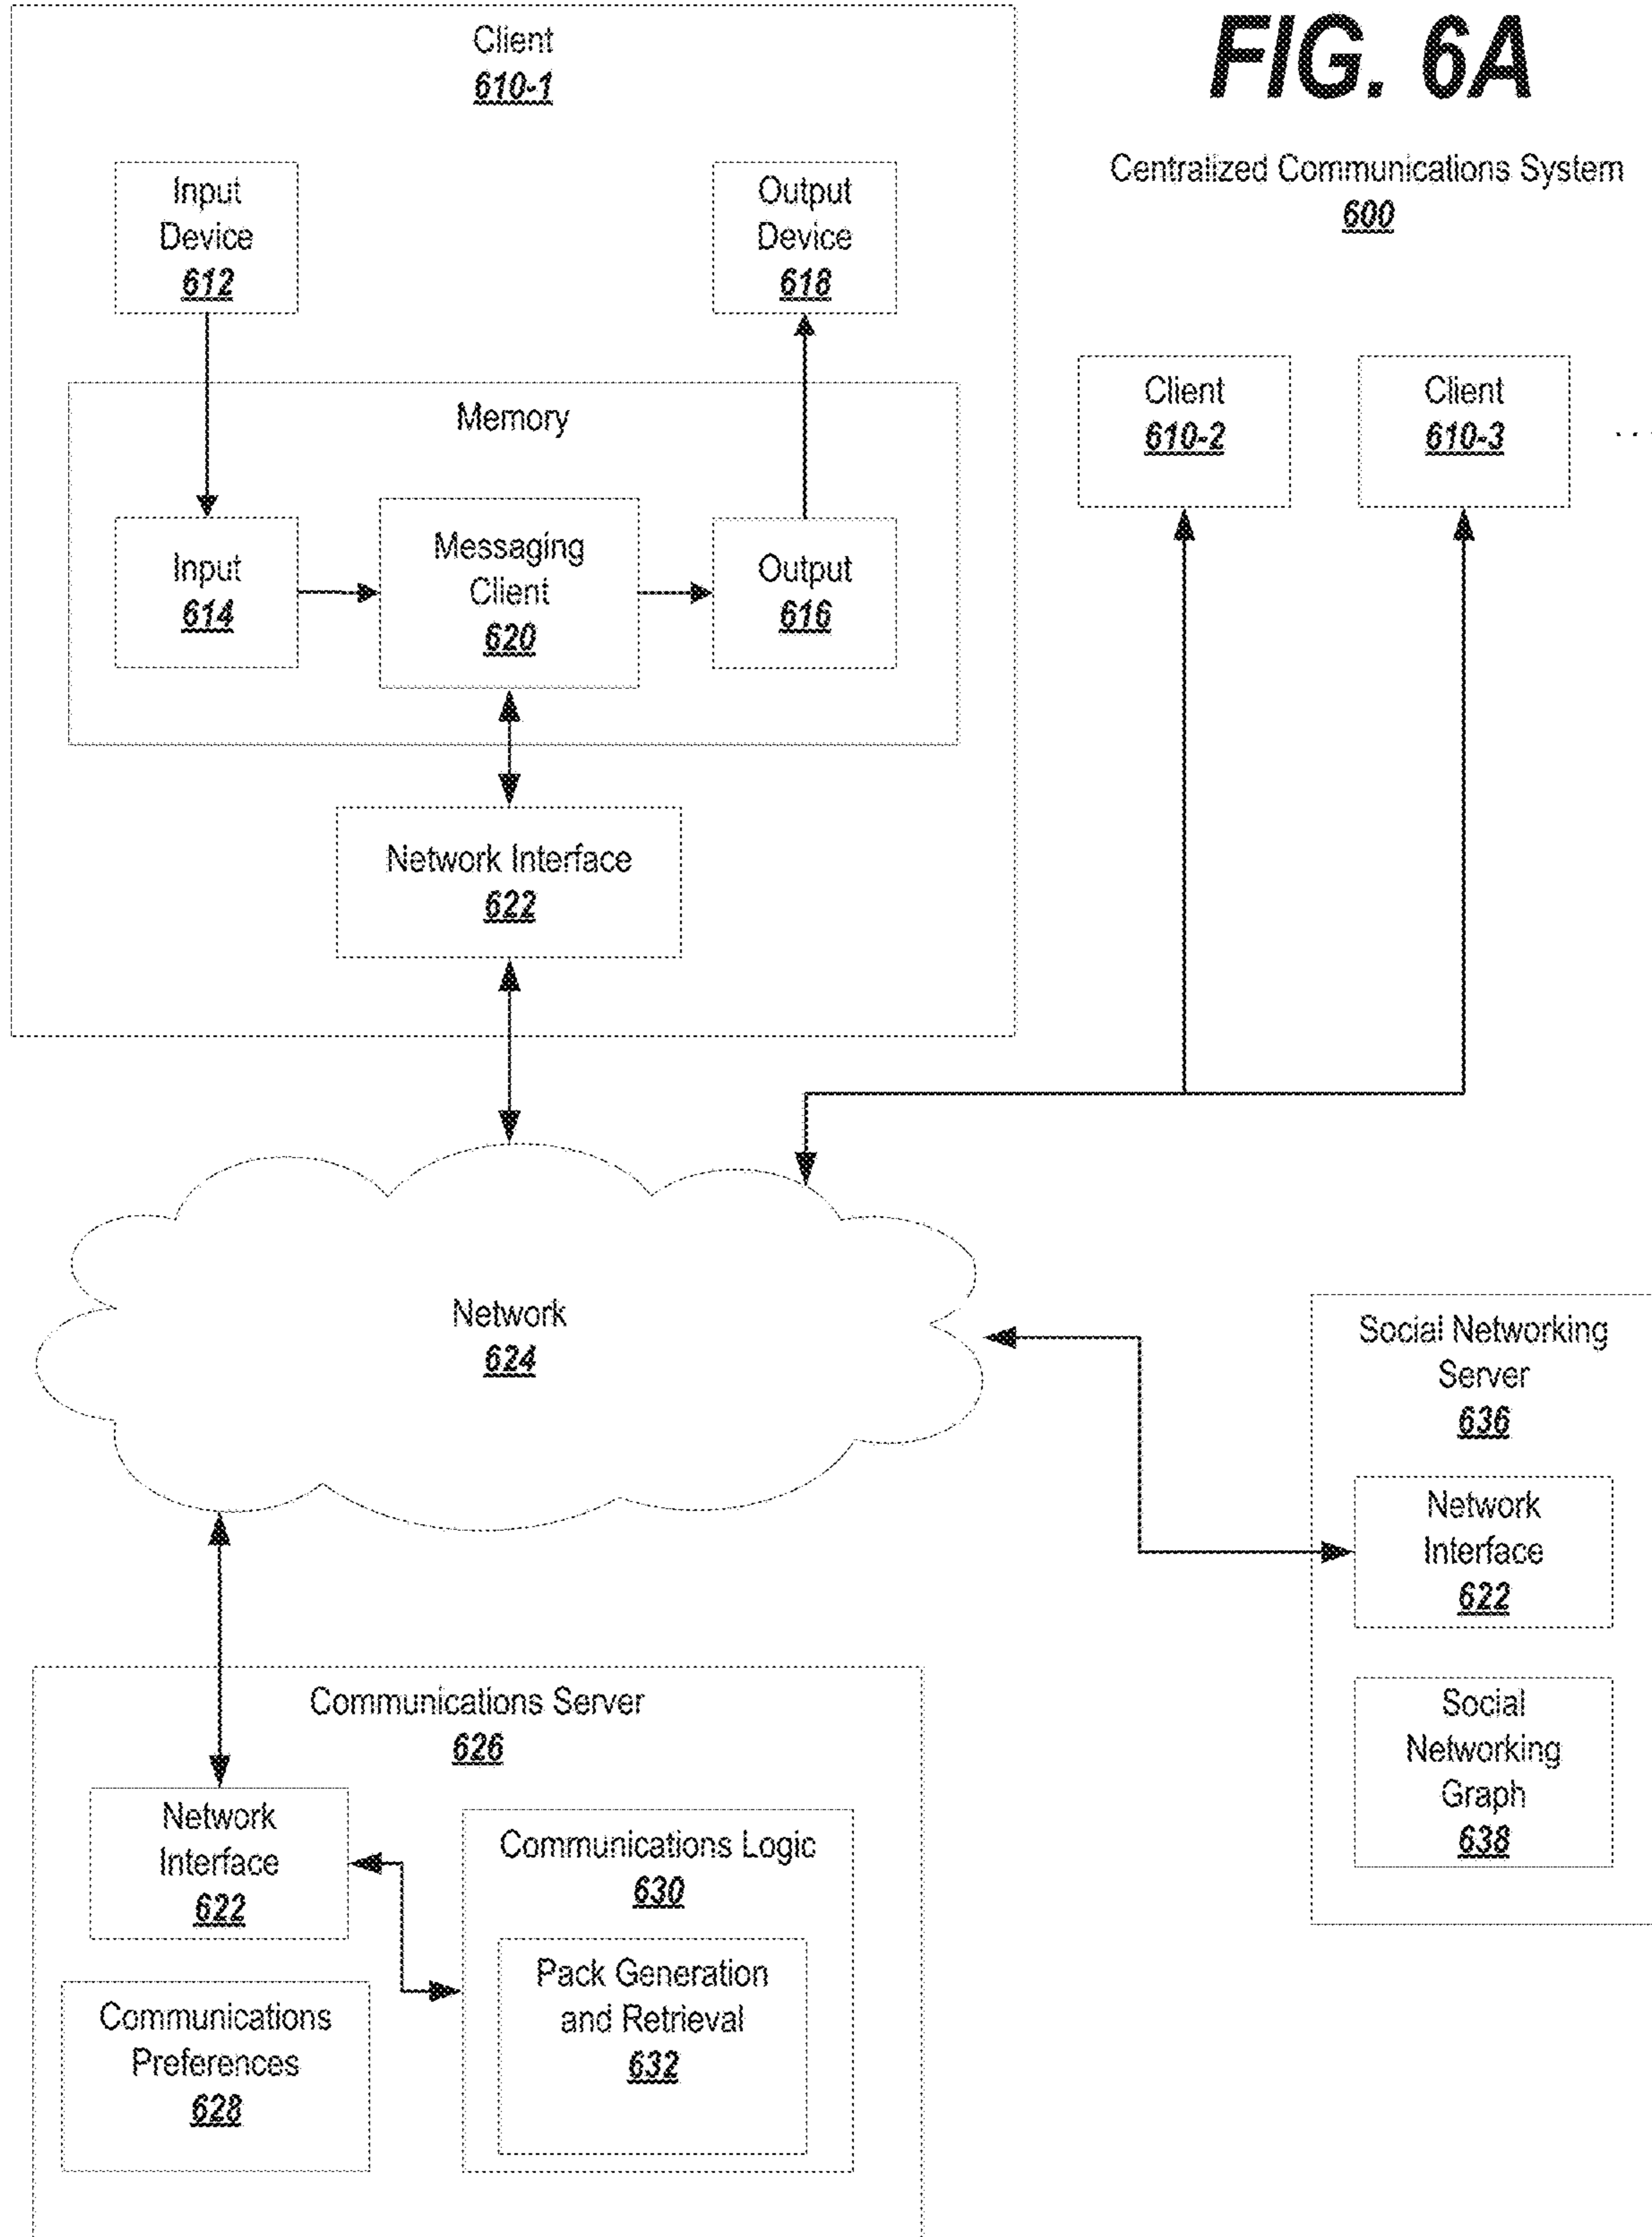 FIG. 6A
Centralized Communications System
600
Client
610-1
Input
Device
612
Output
Device
618
Memory
Input
614
Messaging
Client
620
Output
616
Network Interface
622
Client
610-2
Client
610-3
...
Network
624
Social Networking
Server
636
Network
Interface
622
Social
Networking
Graph
638
Communications Server
626
Network
Interface
622
Communications
Preferences
628
Communications Logic
630
Pack Generation
and Retrieval
632